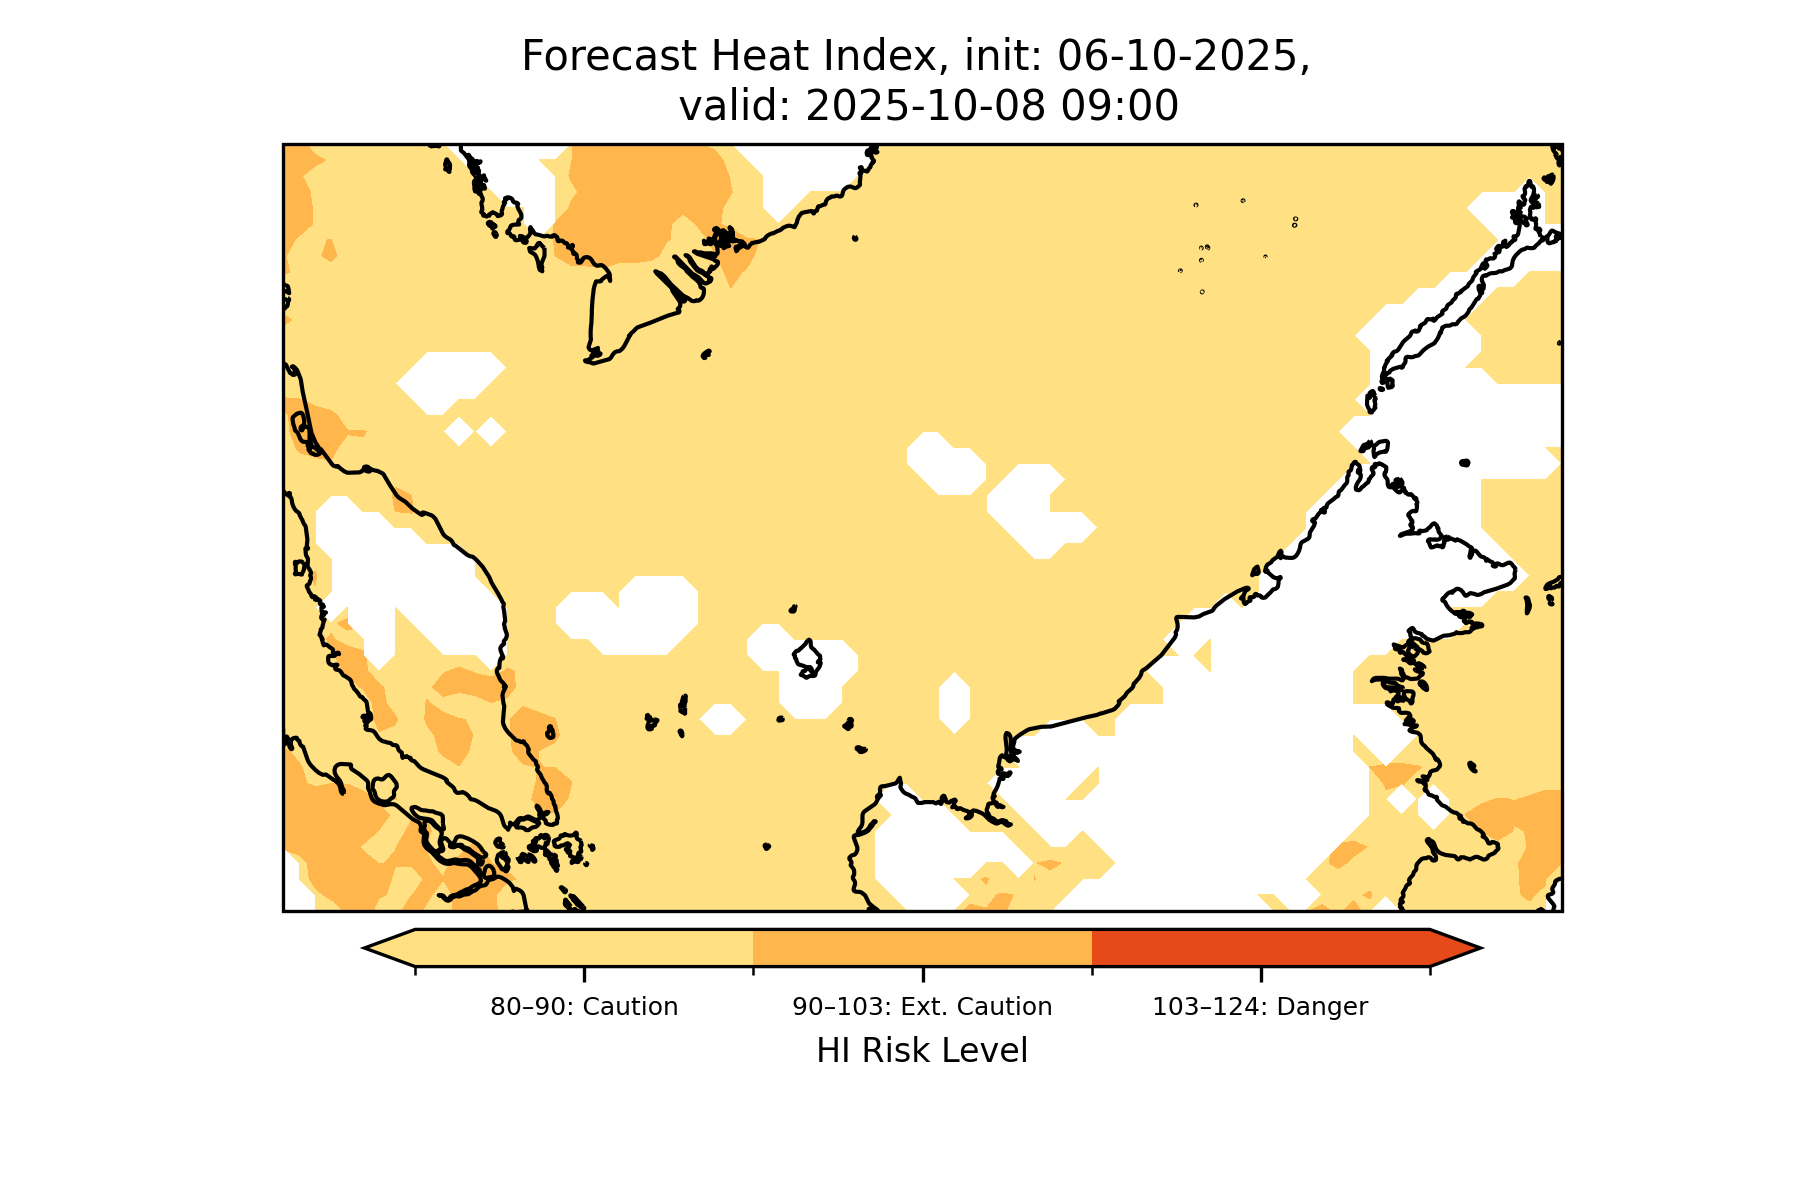 Forecast Heat Index, init: 06-10-2025,
valid: 2025-10-08 09:00
80–90: Caution
90–103: Ext. Caution
103–124: Danger
HI Risk Level